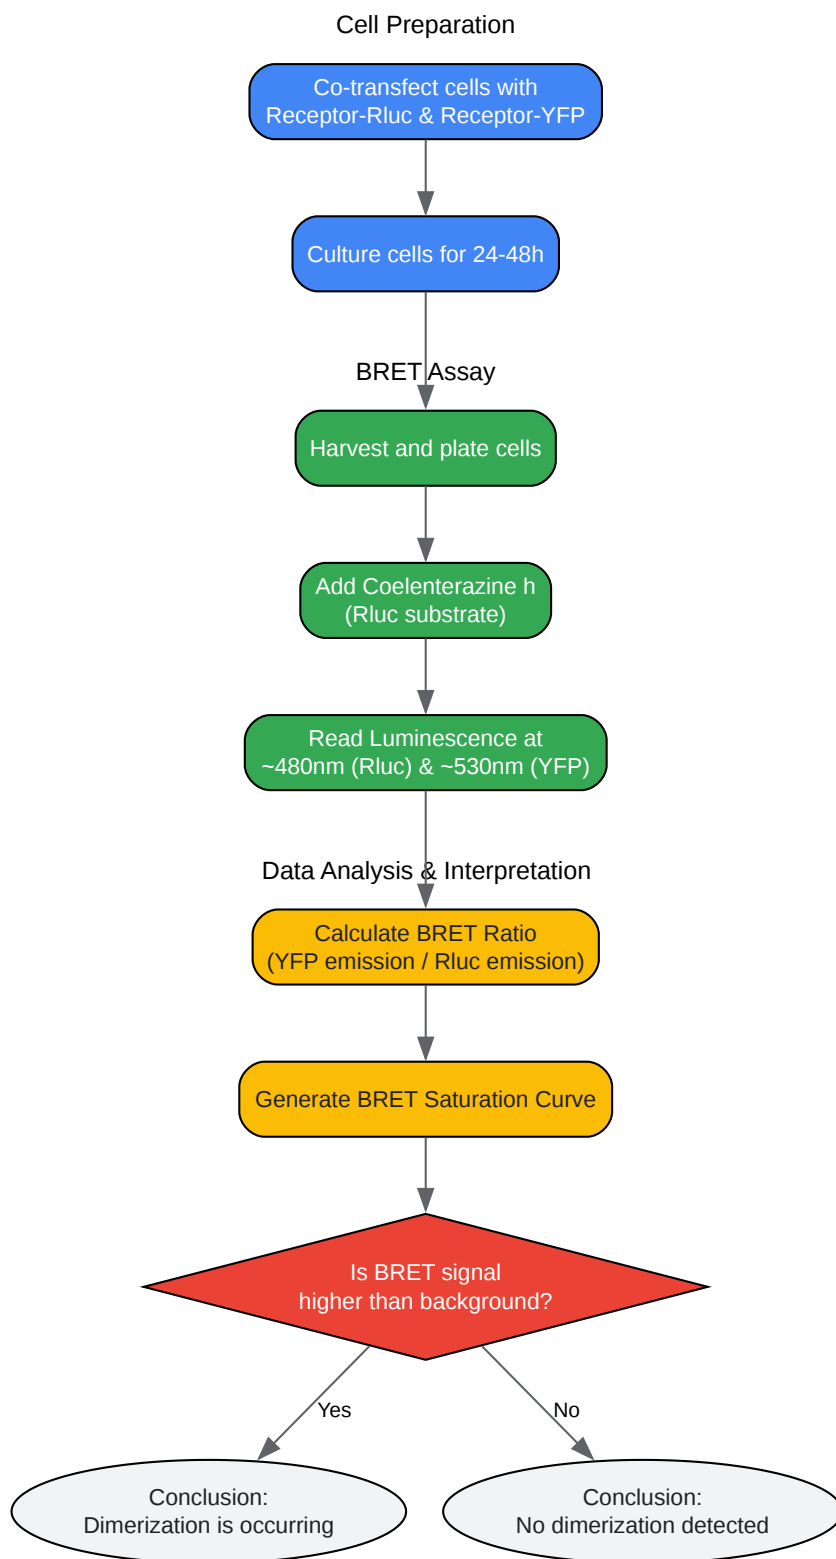 Cell Preparation
Co-transfect cells with
Receptor-Rluc & Receptor-YFP
Culture cells for 24-48h
BRET Assay
Harvest and plate cells
Add Coelenterazine h
(Rluc substrate)
Read Luminescence at
~480nm (Rluc) & ~530nm (YFP)
Data Analysis & Interpretation
Calculate BRET Ratio
(YFP emission / Rluc emission)
Generate BRET Saturation Curve
Is BRET signal
higher than background?
Yes
No
Conclusion:
Dimerization is occurring
Conclusion:
No dimerization detected